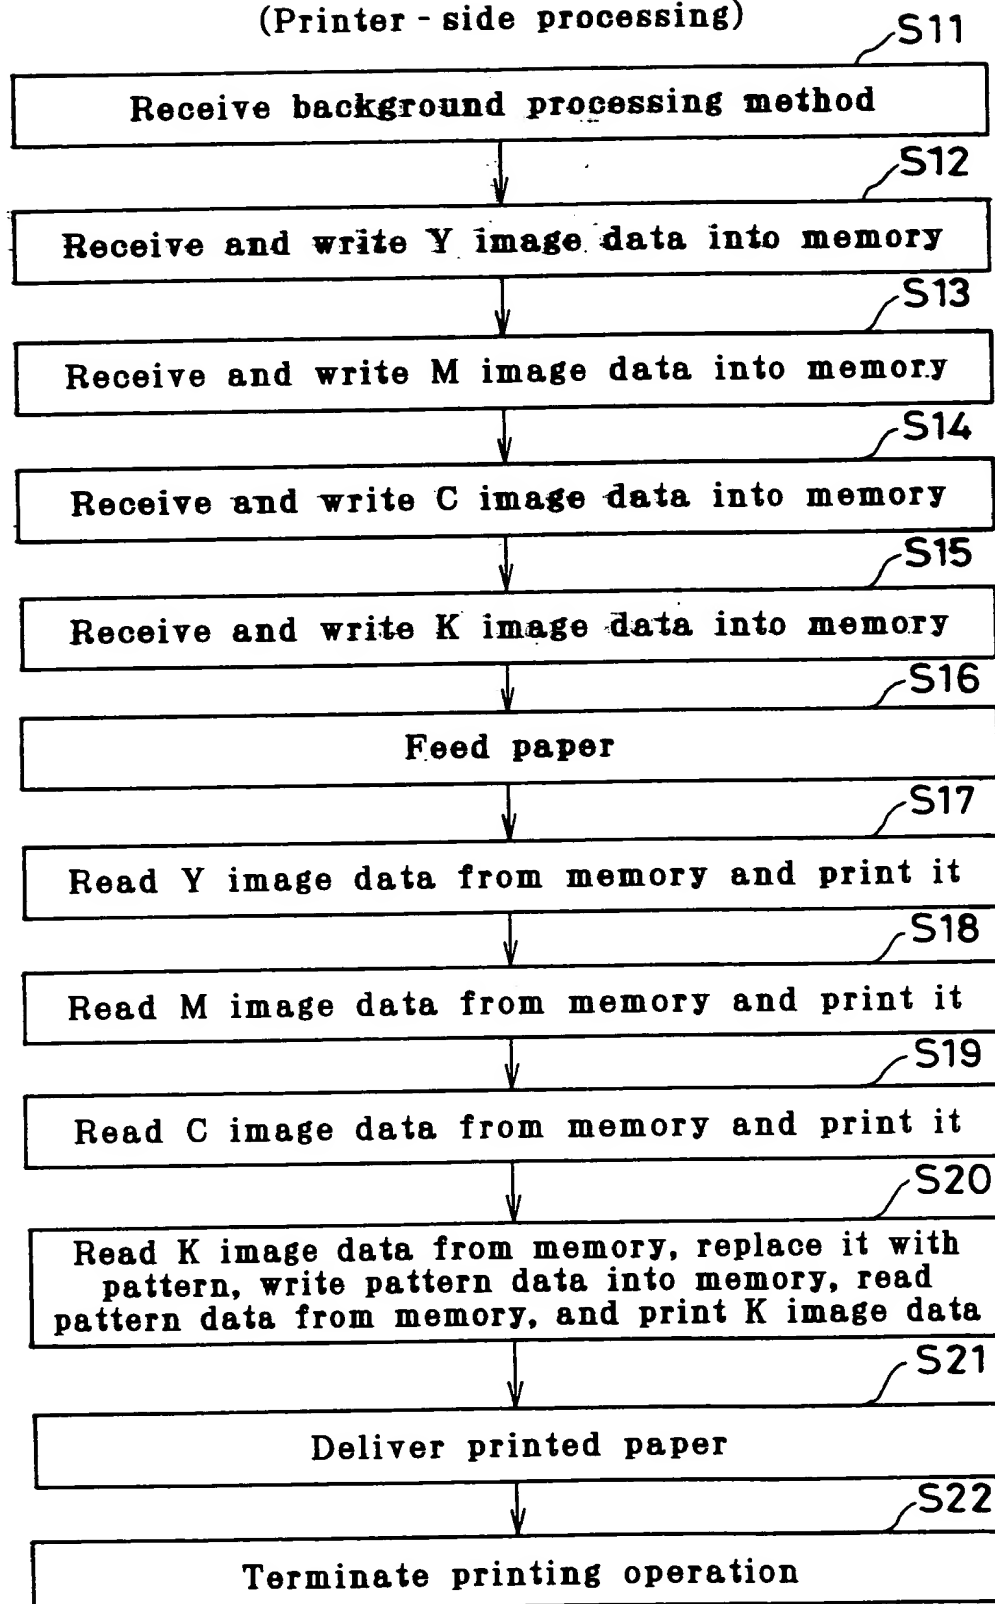 (Printer-side processing)
S11
Receive background processing method
S12
Receive and write Y image data into memory
S13
Receive and write M image data into memory
S14
Receive and write C image data into memory
S15
Receive and write K image data into memory
S16
Feed paper
S17
Read Y image data from memory and print it
S18
Read M image data from memory and print it
S19
Read C image data from memory and print it
S20
Read K image data from memory, replace it with
pattern, write pattern data into memory, read
pattern data from memory, and print K image data
S21
Deliver printed paper
S22
Terminate printing operation